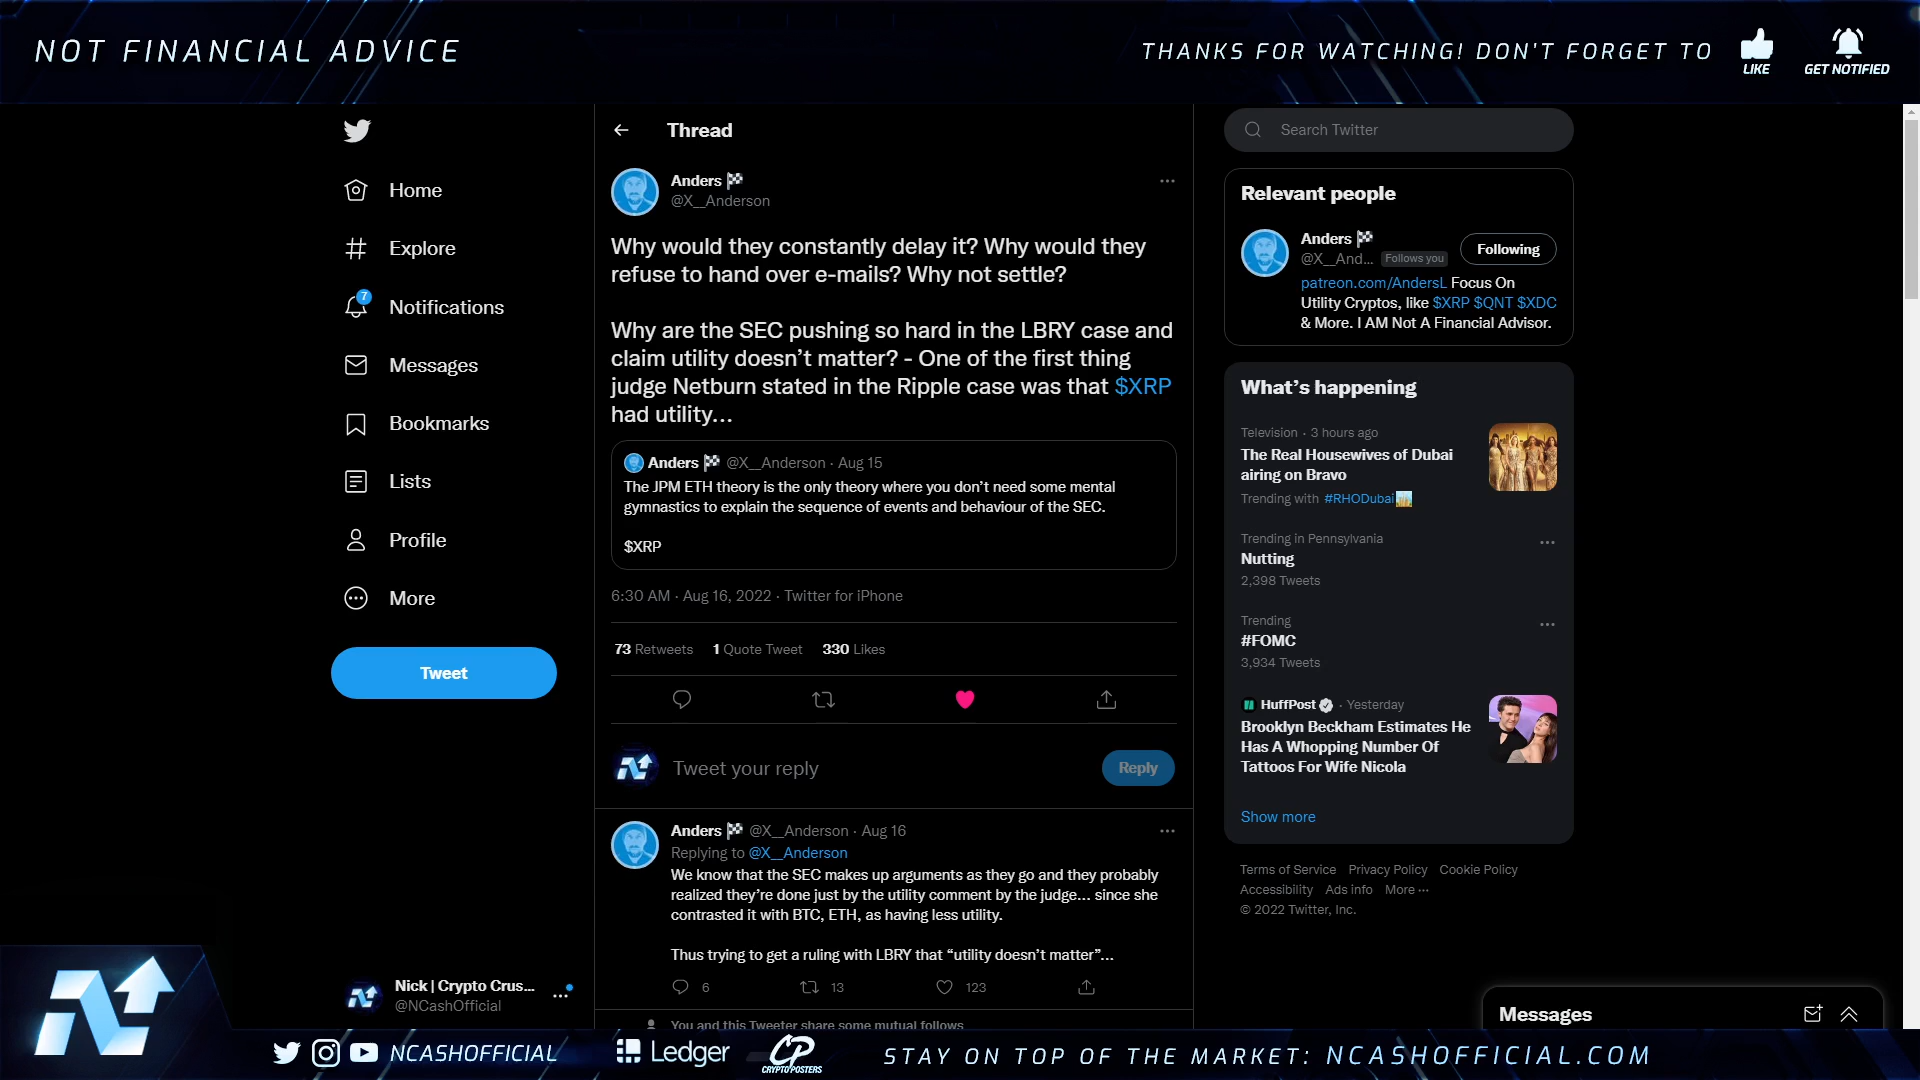 NOT FINANCIAL ADVICE
THANKS FOR WATCHING! DON'T FORGET TO
LIKE
GET NOTIFIED
Home
Explore
7
Notifications
Messages
Bookmarks
Lists
Profile
More
Tweet
Nick | Crypto Crus...
@NCashOfficial
Thread
Anders
@X__Anderson
Why would they constantly delay it? Why would they
refuse to hand over e-mails? Why not settle?
Why are the SEC pushing so hard in the LBRY case and
claim utility doesn’t matter? - One of the first thing
judge Netburn stated in the Ripple case was that $XRP
had utility…
Anders @X__Anderson · Aug 15
The JPM ETH theory is the only theory where you don’t need some mental
gymnastics to explain the sequence of events and behaviour of the SEC.
$XRP
6:30 AM · Aug 16, 2022 · Twitter for iPhone
73 Retweets 1 Quote Tweet 330 Likes
Tweet your reply
Reply
Anders @X__Anderson · Aug 16
Replying to @X__Anderson
We know that the SEC makes up arguments as they go and they probably
realized they’re done just by the utility comment by the judge… since she
contrasted it with BTC, ETH, as having less utility.
Thus trying to get a ruling with LBRY that “utility doesn’t matter”…
6 13 123
You and this Tweeter share some mutual follows
Search Twitter
Relevant people
Anders
@X__And... Follows you
Following
patreon.com/AndersL Focus On
Utility Cryptos, like $XRP $QNT $XDC
& More. I AM Not A Financial Advisor.
What’s happening
Television · 3 hours ago
The Real Housewives of Dubai
airing on Bravo
Trending with #RHODubai
Trending in Pennsylvania
Nutting
2,398 Tweets
Trending
#FOMC
3,934 Tweets
HuffPost · Yesterday
Brooklyn Beckham Estimates He
Has A Whopping Number Of
Tattoos For Wife Nicola
Show more
Terms of Service Privacy Policy Cookie Policy
Accessibility Ads info More ···
© 2022 Twitter, Inc.
Messages
NCASHOFFICIAL
Ledger
CP
CRYPTO POSTERS
STAY ON TOP OF THE MARKET: NCASHOFFICIAL.COM